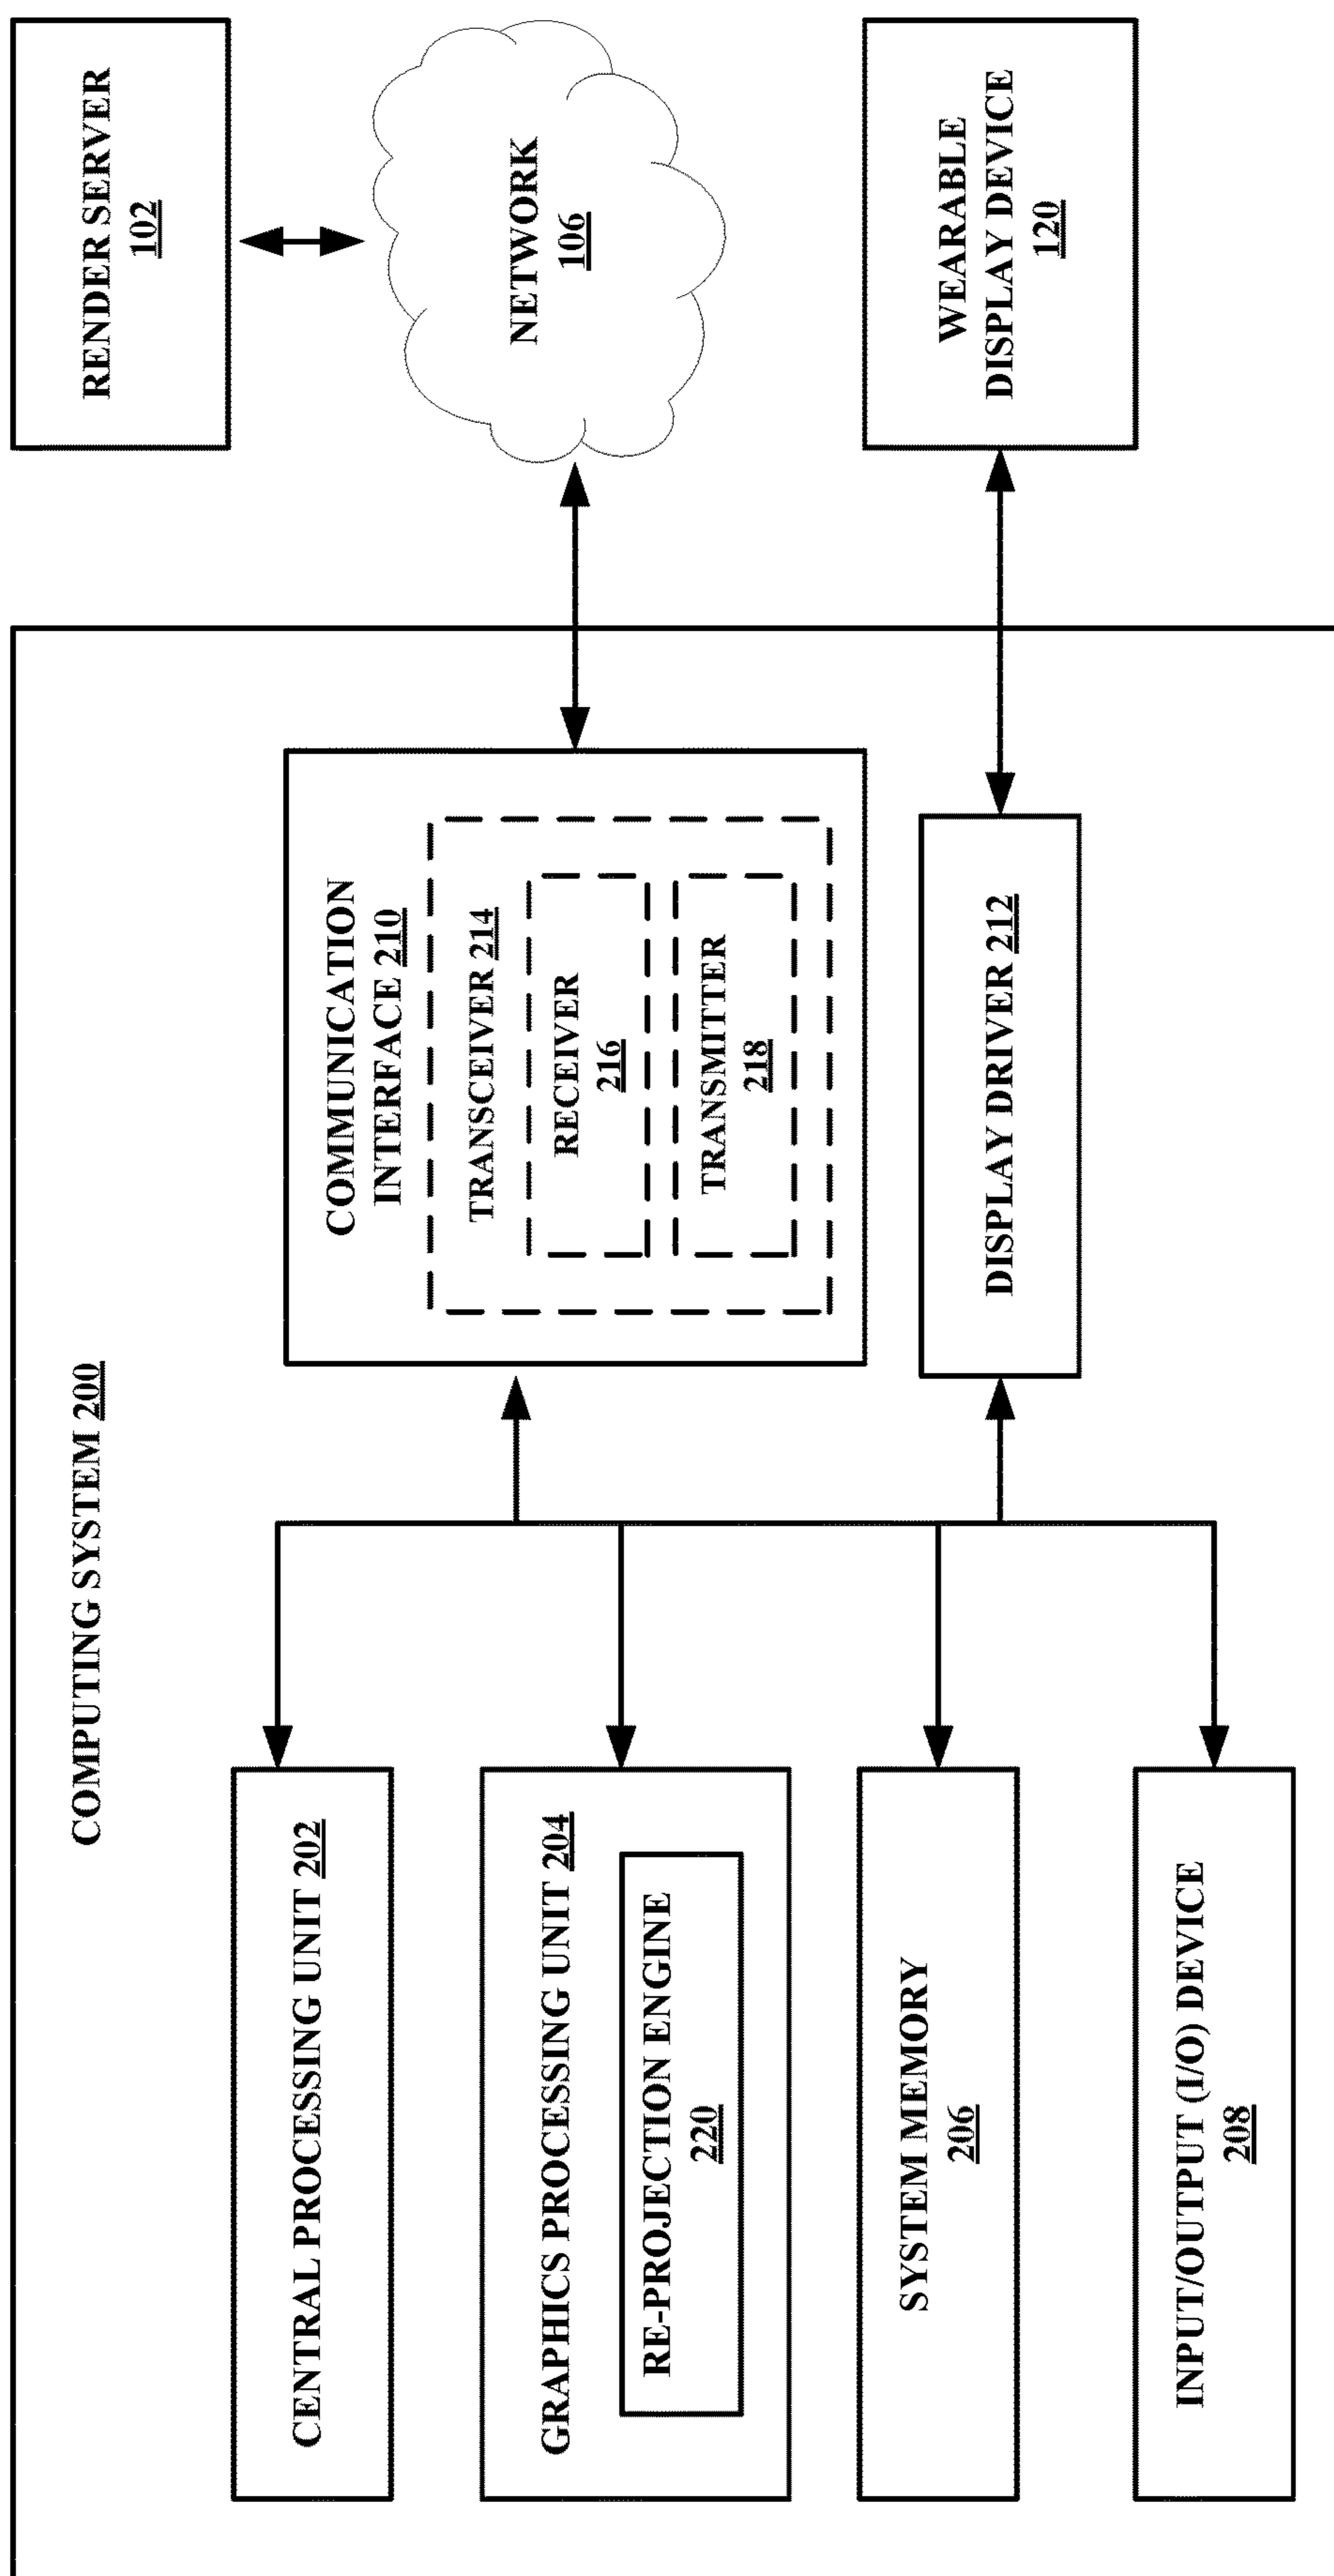 COMPUTING SYSTEM 200
CENTRAL PROCESSING UNIT 202
GRAPHICS PROCESSING UNIT 204
RE-PROJECTION ENGINE
220
SYSTEM MEMORY
206
INPUT/OUTPUT (I/O) DEVICE
208
COMMUNICATION
INTERFACE 210
TRANSCEIVER 214
RECEIVER
216
TRANSMITTER
218
DISPLAY DRIVER 212
RENDER SERVER
102
NETWORK
106
WEARABLE
DISPLAY DEVICE
120